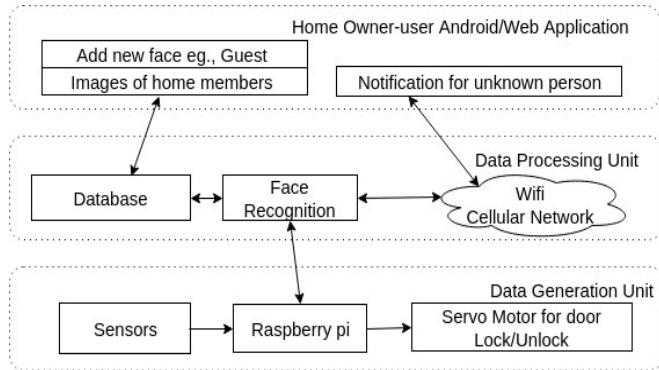 Home Owner-user Android/Web Application
Add new face eg., Guest
Images of home members
Notification for unknown person
Data Processing Unit
Database
Face
Recognition
Wifi
Cellular Network
Data Generation Unit
Sensors
Raspberry pi
Servo Motor for door
Lock/Unlock